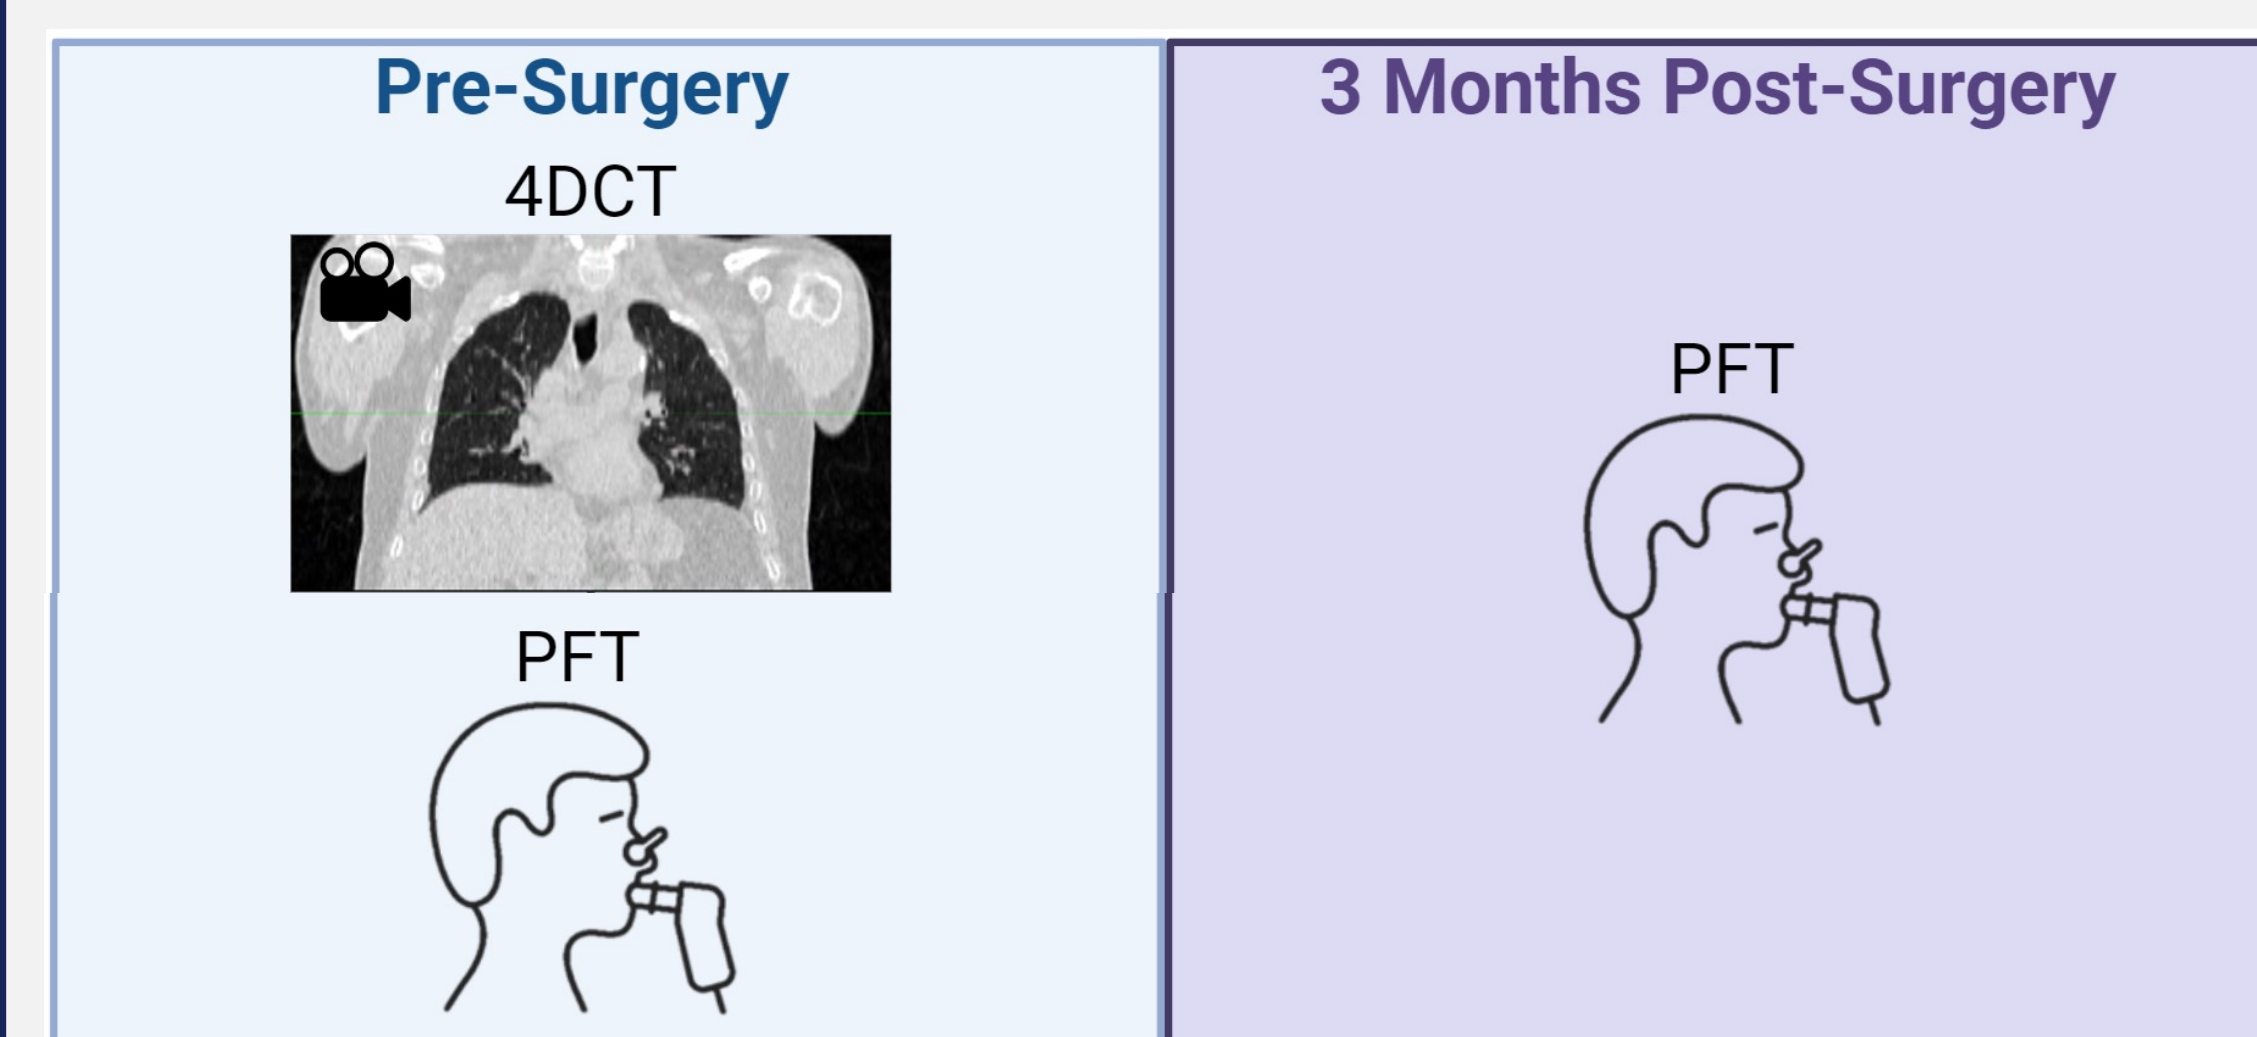 Pre-Surgery
4DCT
PFT
3 Months Post-Surgery
PFT